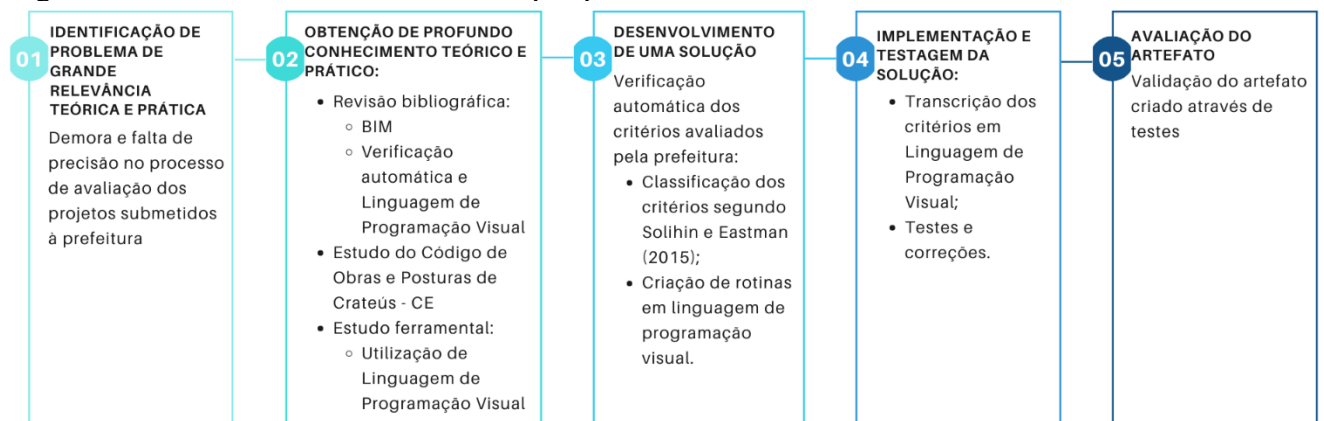 01
IDENTIFICAÇÃO DE
PROBLEMA DE
GRANDE
RELEVÂNCIA
TEÓRICA E PRÁTICA
Demora e falta de
precisão no processo
de avaliação dos
projetos submetidos
à prefeitura
02
OBTENÇÃO DE PROFUNDO
CONHECIMENTO TEÓRICO E
PRÁTICO:
• Revisão bibliográfica:
◦ BIM
◦ Verificação
automática e
Linguagem de
Programação Visual
• Estudo do Código de
Obras e Posturas de
Crateús - CE
• Estudo ferramental:
◦ Utilização de
Linguagem de
Programação Visual
03
DESENVOLVIMENTO
DE UMA SOLUÇÃO
Verificação
automática dos
critérios avaliados
pela prefeitura:
• Classificação dos
critérios segundo
Solihin e Eastman
(2015);
• Criação de rotinas
em linguagem de
programação
visual.
04
IMPLEMENTAÇÃO E
TESTAGEM DA
SOLUÇÃO:
• Transcrição dos
critérios em
Linguagem de
Programação
Visual;
• Testes e
correções.
05
AVALIAÇÃO DO
ARTEFATO
Validação do artefato
criado através de
testes